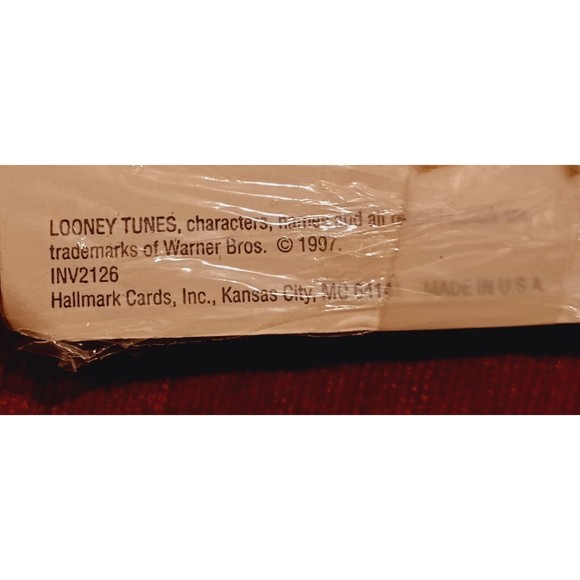 LOONEY TUNES, characters, names and all
trademarks of Warner Bros. © 1997.
INV2126
Hallmark Cards, Inc., Kansas City, MO 6414 MADE IN U.S.A.